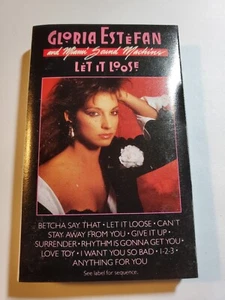 GLORIA ESTEFAN
and Miami Sound Machine
LET IT LOOSE
BETCHA SAY THAT • LET IT LOOSE • CAN'T
STAY AWAY FROM YOU • GIVE IT UP •
SURRENDER • RHYTHM IS GONNA GET YOU •
LOVE TOY • I WANT YOU SO BAD • 1-2-3 •
ANYTHING FOR YOU
See label for sequence.